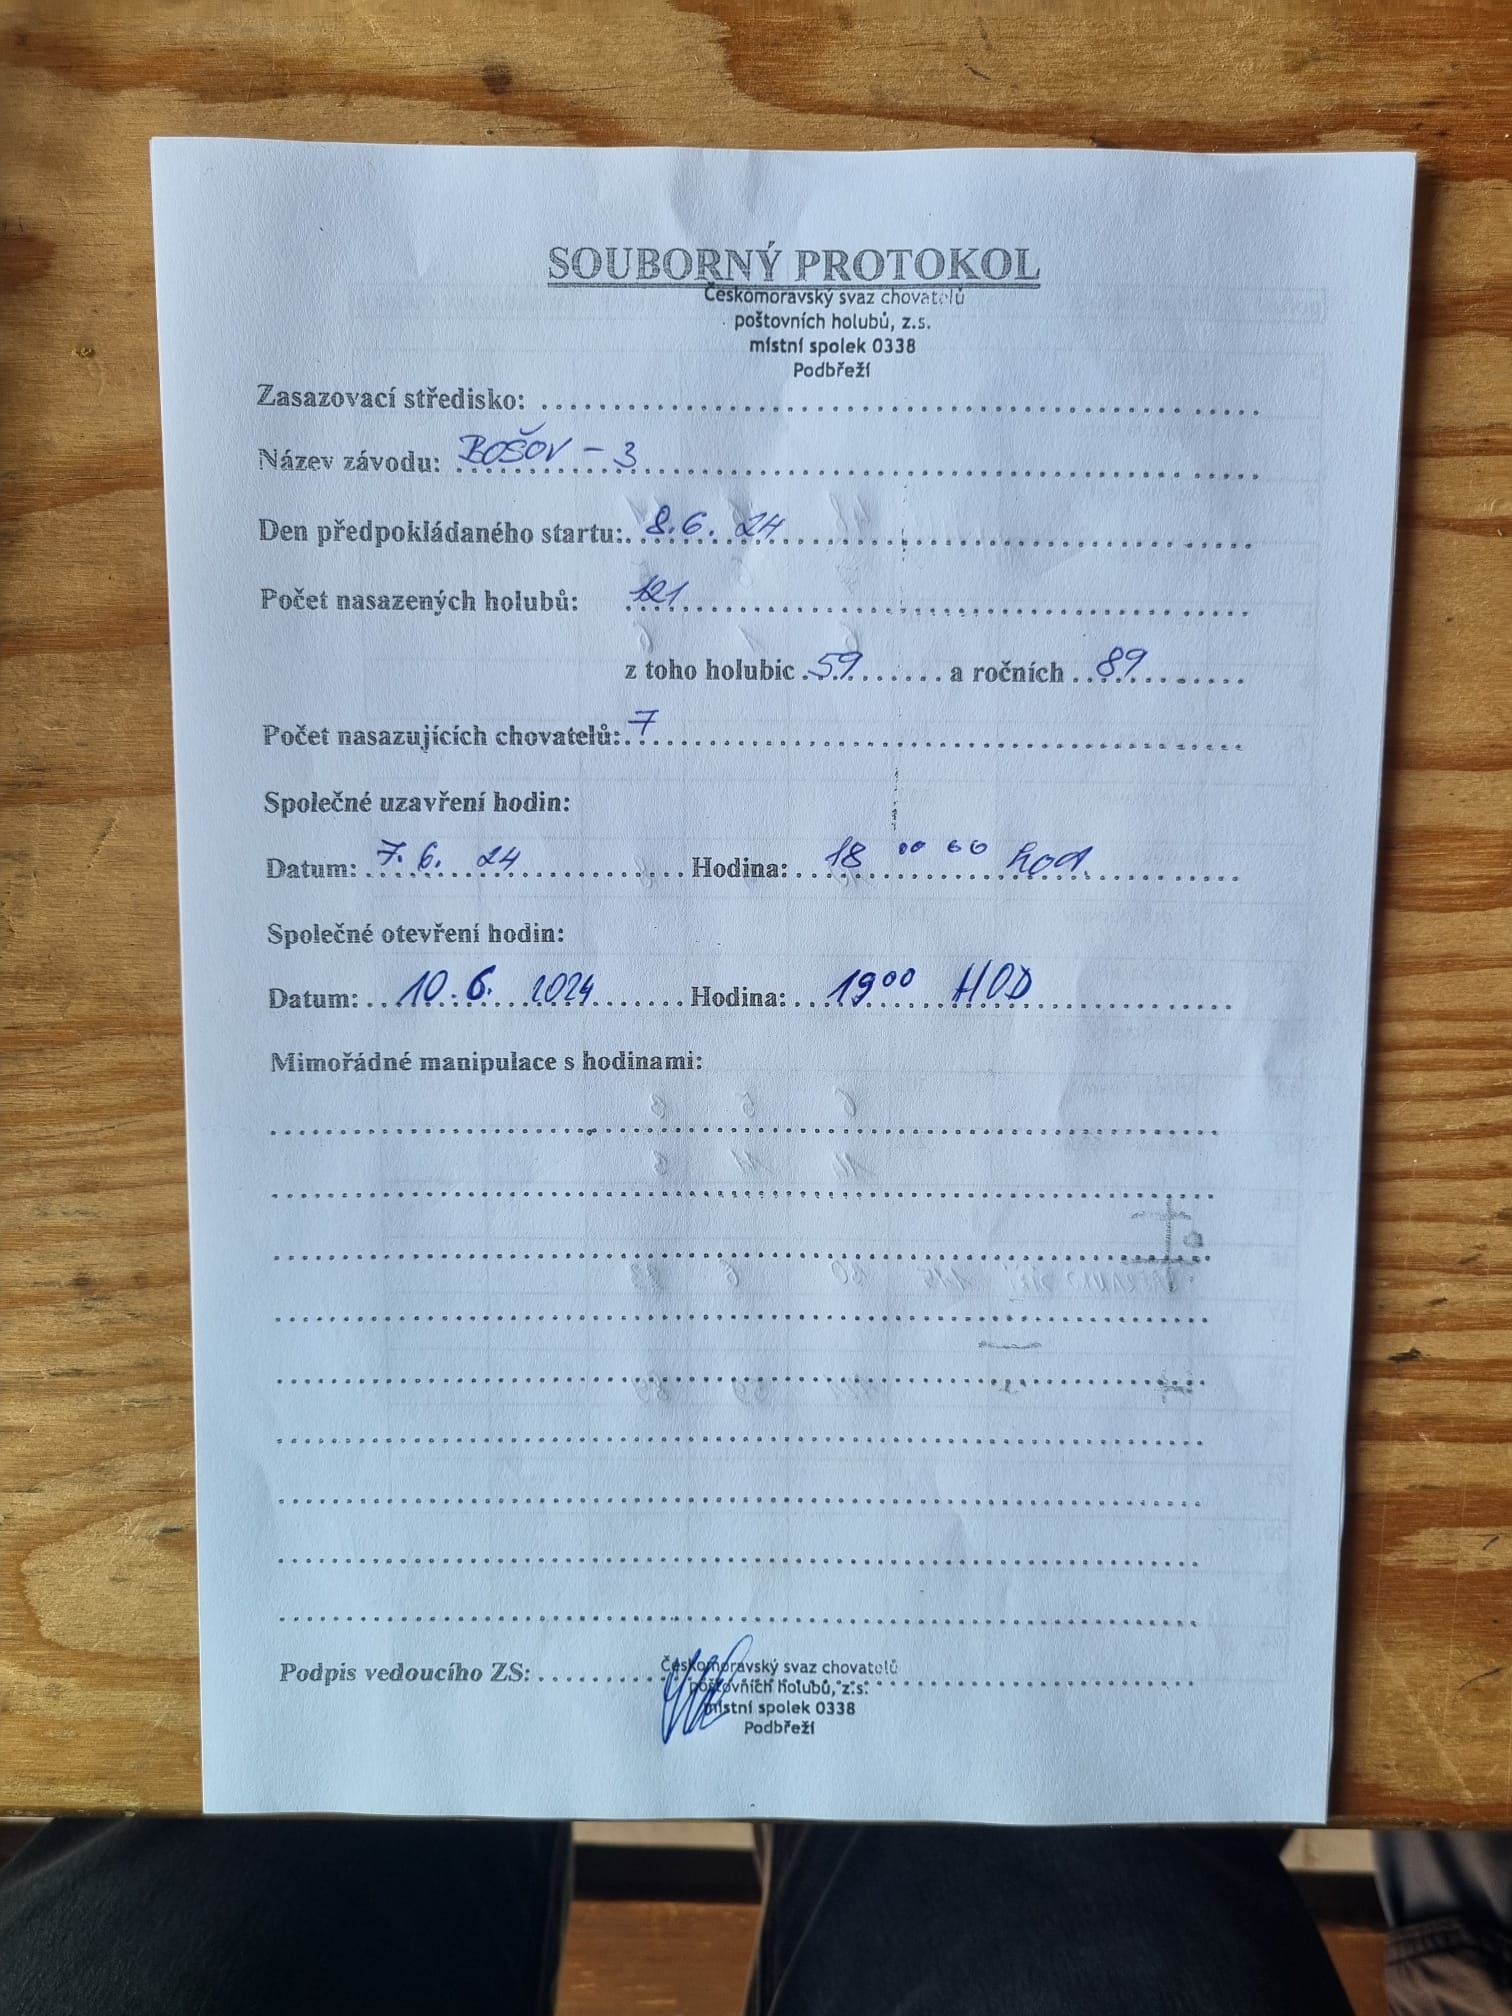 SOUBORNÝ PROTOKOL
Českomoravský svaz chovatelů
poštovních holubů, z.s.
místní spolek 0338
Podbřeží
Zasazovací středisko: ............................................................
Název závodu: BOŠOV - 3
Den předpokládaného startu: 8.6. 24
Počet nasazených holubů: 121
z toho holubic 59 a ročních 89
Počet nasazujících chovatelů: 7
Společné uzavření hodin:
Datum: 7. 6. 24 Hodina: 18 00 00 hod.
Společné otevření hodin:
Datum: 10. 6. 2024 Hodina: 19 00 HOD
Mimořádné manipulace s hodinami:
Podpis vedoucího ZS:
Českomoravský svaz chovatelů
poštovních holubů, z.s.
místní spolek 0338
Podbřeží